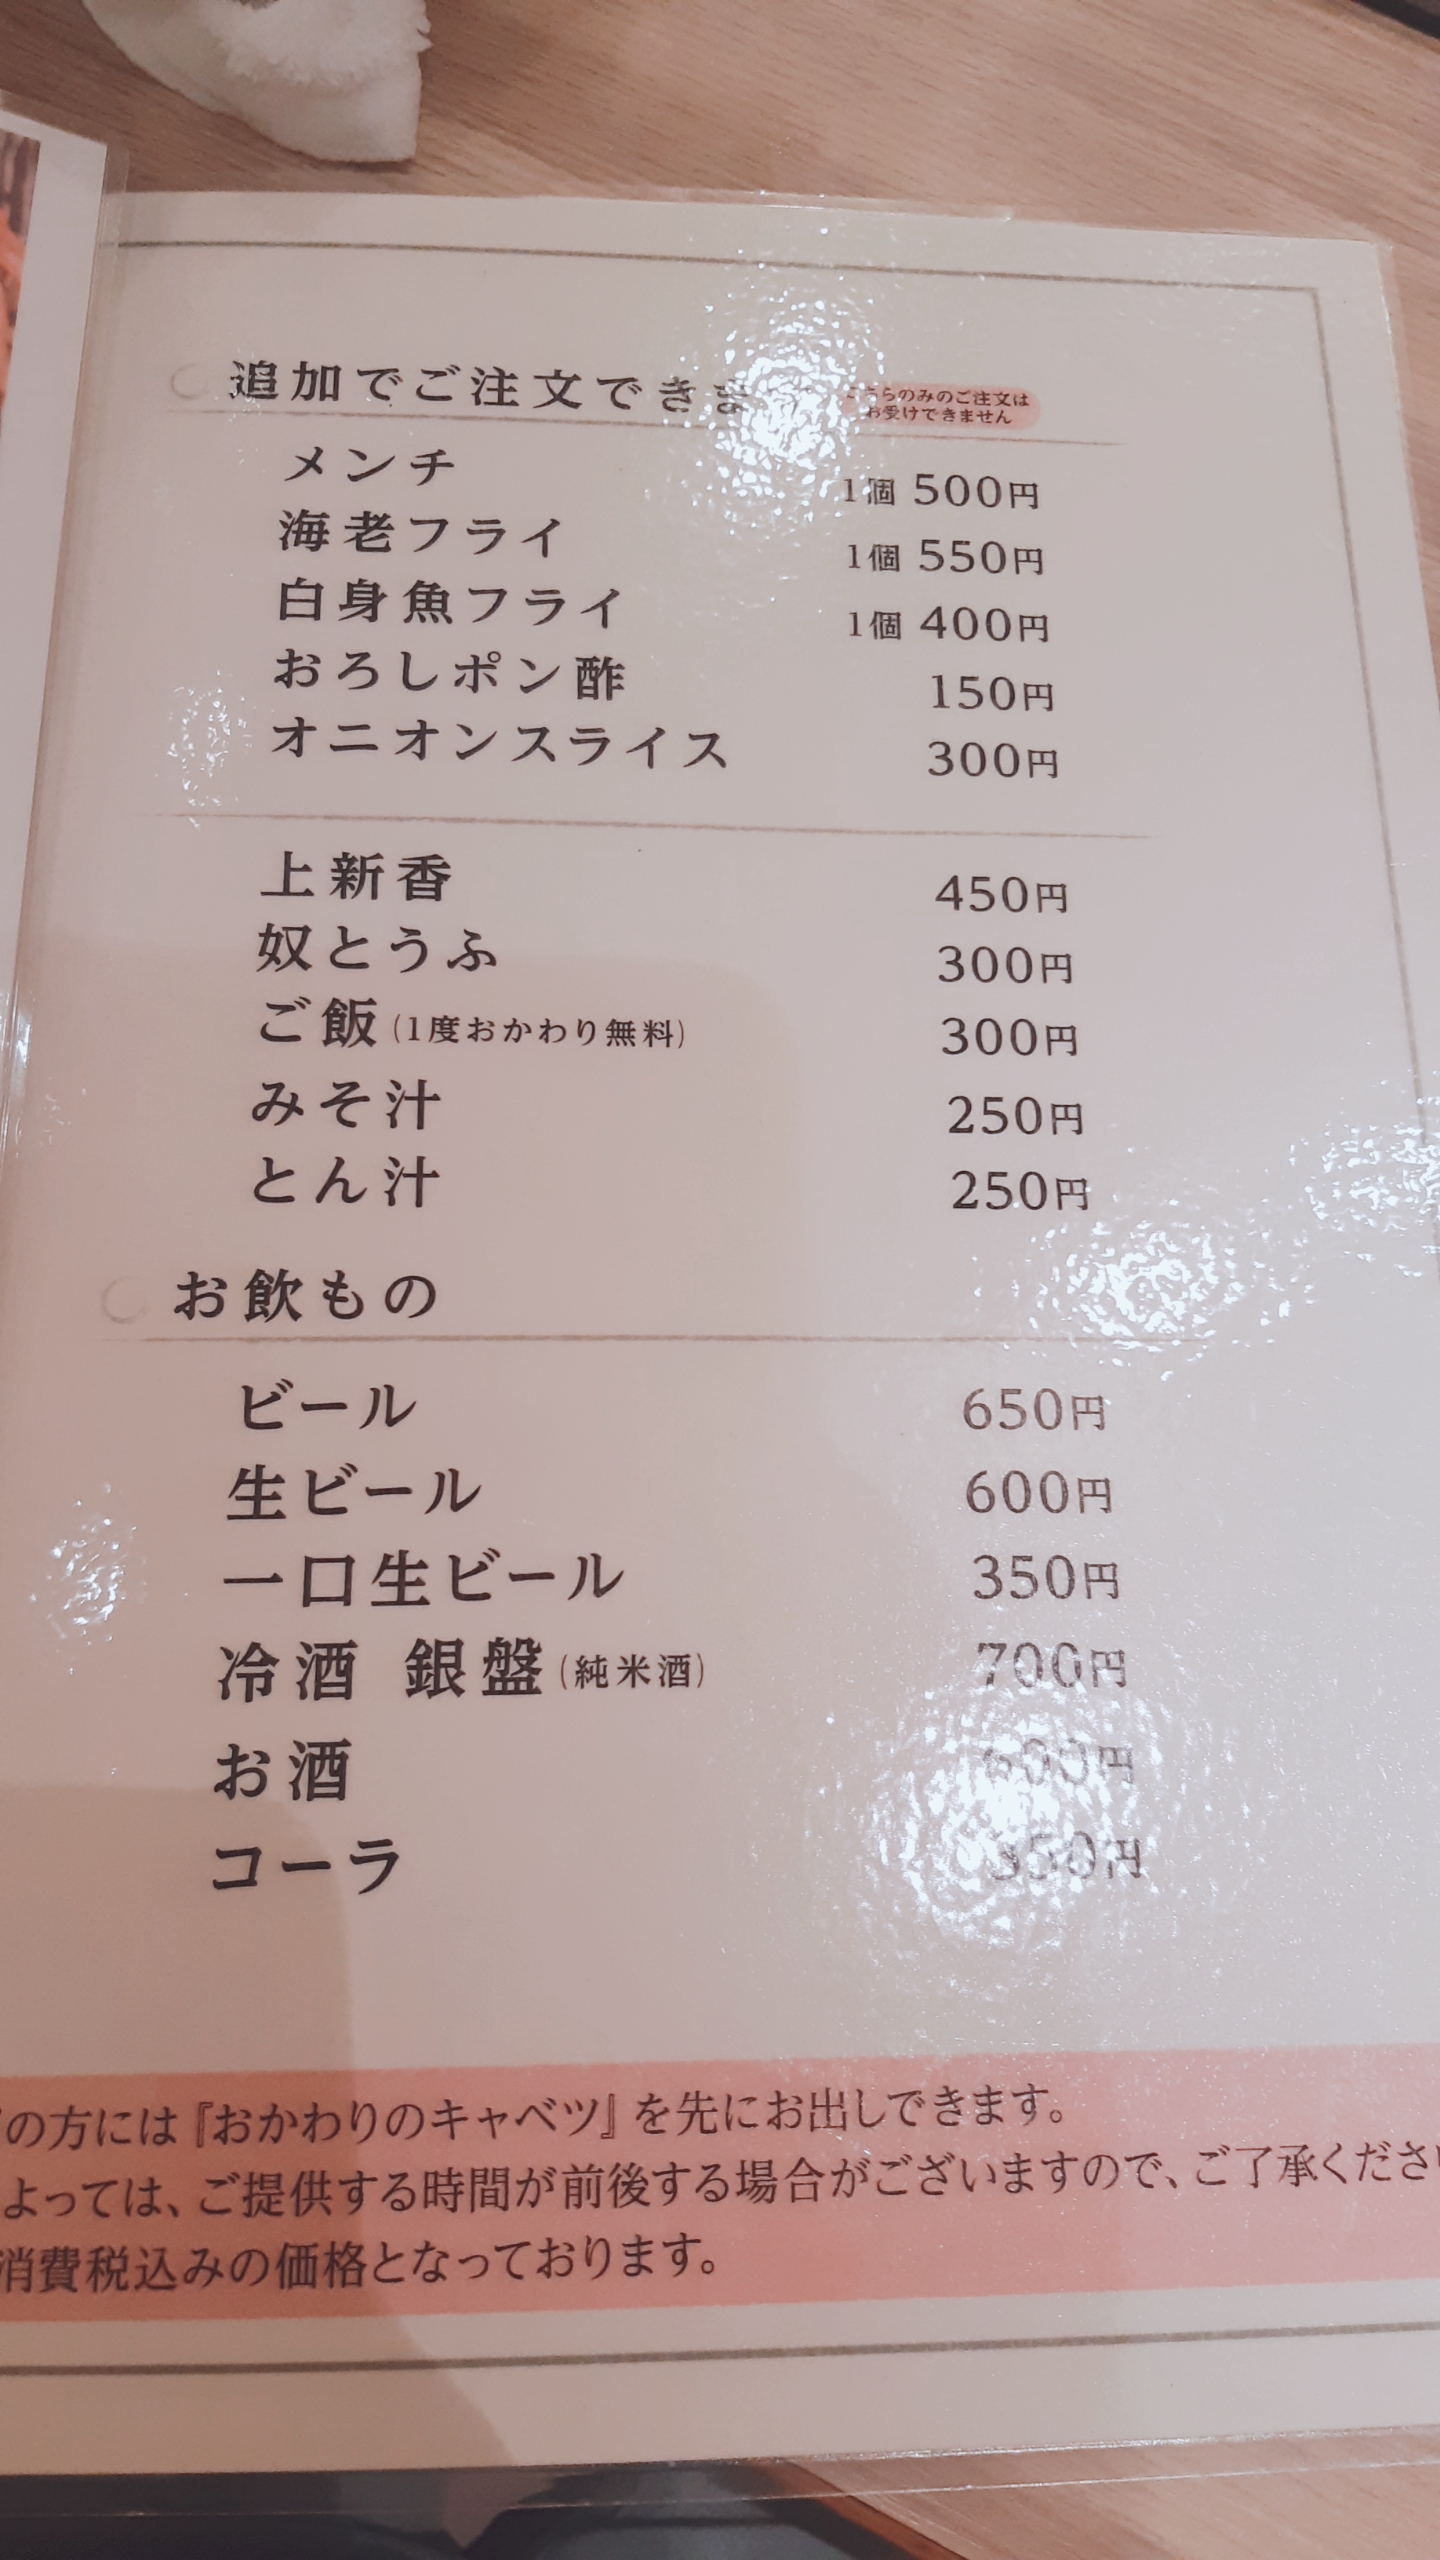 追加でご注文できます
こちらのみのご注文は
お受けできません
メンチ 1個 500円
海老フライ 1個 550円
白身魚フライ 1個 400円
おろしポン酢 150円
オニオンスライス 300円
上新香 450円
奴とうふ 300円
ご飯(1度おかわり無料) 300円
みそ汁 250円
とん汁 250円
お飲もの
ビール 650円
生ビール 600円
一口生ビール 350円
冷酒 銀盤(純米酒) 700円
お酒 600円
コーラ 350円
の方には『おかわりのキャベツ』を先にお出しできます。
よっては、ご提供する時間が前後する場合がございますので、ご了承くださ
消費税込みの価格となっております。